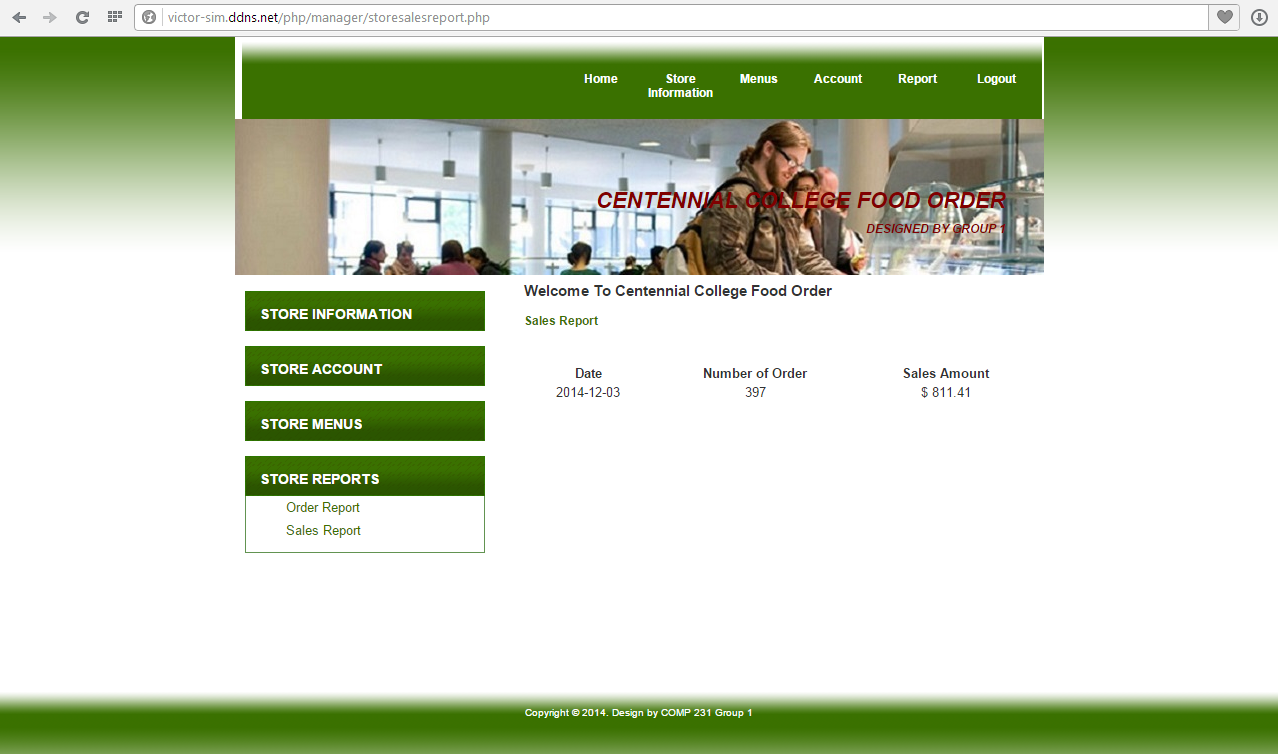 victor-sim.ddns.net/php/manager/storesalesreport.php
Home Store Information Menus Account Report Logout
CENTENNIAL COLLEGE FOOD ORDER
DESIGNED BY GROUP 1
STORE INFORMATION
STORE ACCOUNT
STORE MENUS
STORE REPORTS
Order Report
Sales Report
Welcome To Centennial College Food Order
Sales Report
Date Number of Order Sales Amount
2014-12-03 397 $ 811.41
Copyright © 2014. Design by COMP 231 Group 1